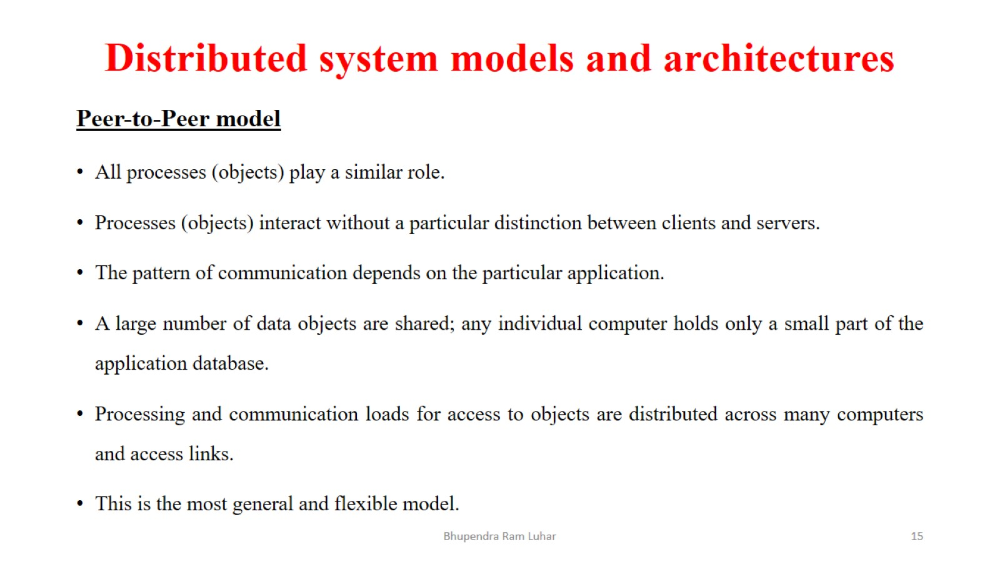 Distributed system models and architectures
Peer-to-Peer model
• All processes (objects) play a similar role.
• Processes (objects) interact without a particular distinction between clients and servers.
• The pattern of communication depends on the particular application.
• A large number of data objects are shared; any individual computer holds only a small part of the
application database.
• Processing and communication loads for access to objects are distributed across many computers
and access links.
• This is the most general and flexible model.
Bhupendra Ram Luhar
15